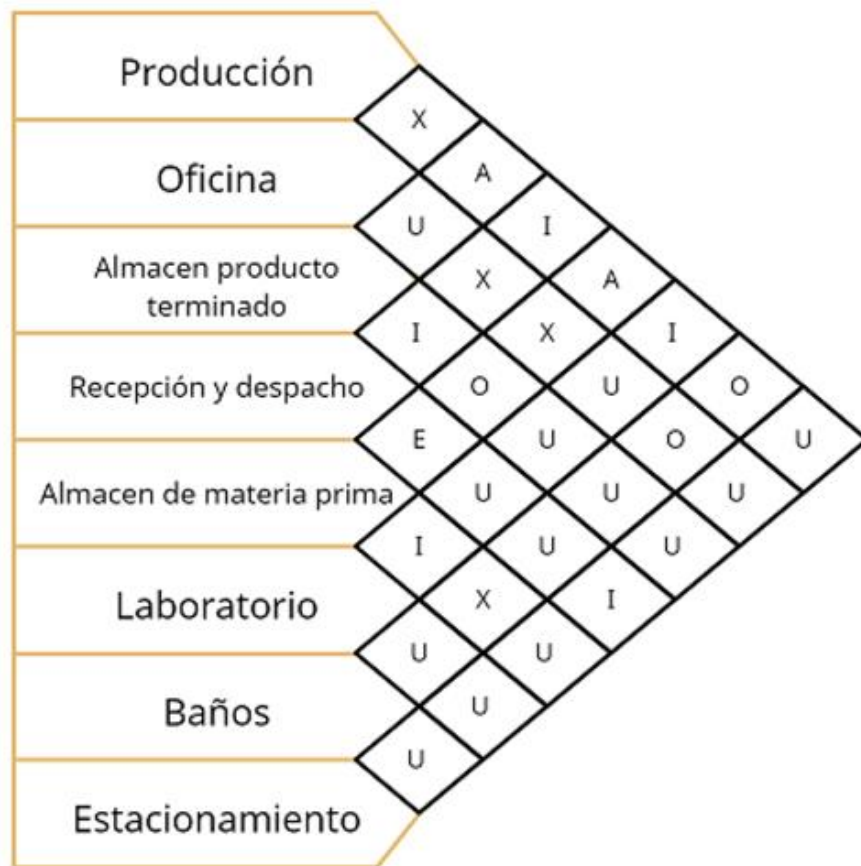 Producción
X
A
Oficina
U
I
Almacen producto
X
A
terminado
I
X
I
Recepción y despacho
O
U
O
E
U
O
U
Almacen de materia prima
U
U
U
I
U
U
Laboratorio
X
I
U
U
Baños
U
U
Estacionamiento